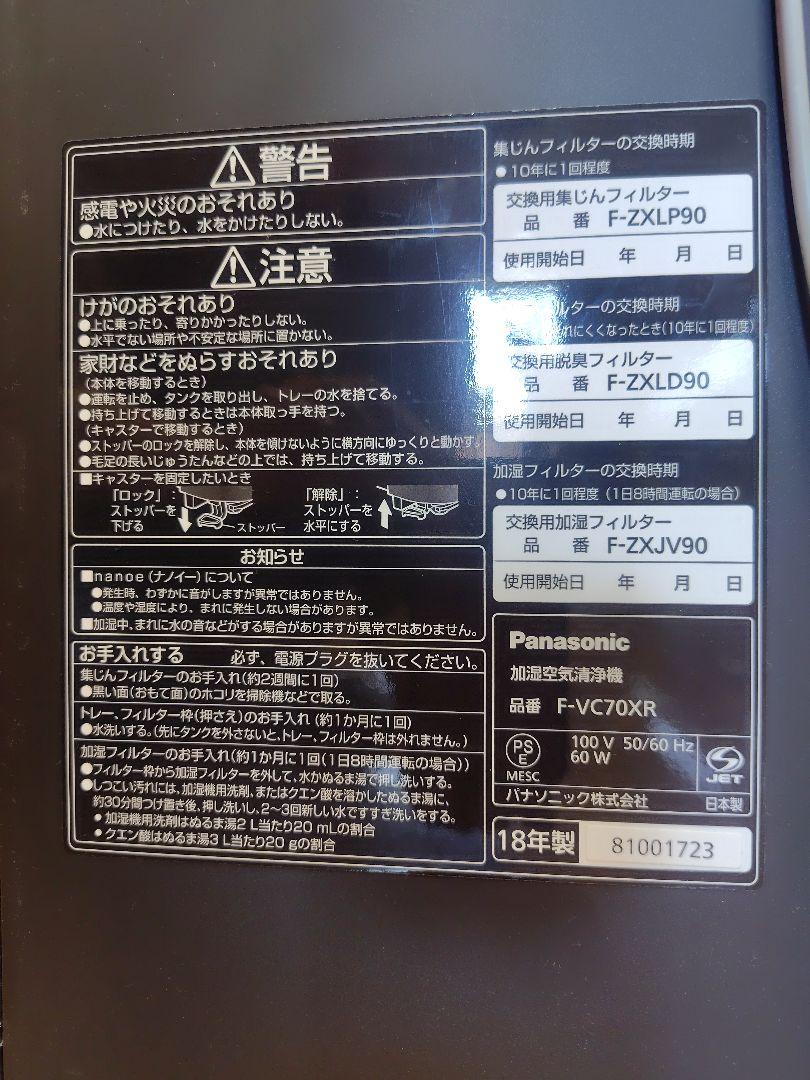 ⚠警告
感電や火災のおそれあり
●水につけたり、水をかけたりしない。
⚠注意
けがのおそれあり
●上に乗ったり、寄りかかったりしない。
●水平でない場所や不安定な場所に置かない。
家財などをぬらすおそれあり
(本体を移動するとき)
●運転を止め、タンクを取り出し、トレーの水を捨てる。
●持ち上げて移動するときは本体取っ手を持つ。
(キャスターで移動するとき)
●ストッパーのロックを解除し、本体を傾けないように横方向にゆっくりと動かす。
●毛足の長いじゅうたんなどの上では、持ち上げて移動する。
■キャスターを固定したいとき
「ロック」:
ストッパーを
下げる
ストッパー
「解除」:
ストッパーを
水平にする
お知らせ
■nanoe(ナノイー)について
●発生時、わずかに音がしますが異常ではありません。
●温度や湿度により、まれに発生しない場合があります。
■加湿中、まれに水の音などがする場合がありますが異常ではありません。
お手入れする 必ず、電源プラグを抜いてください。
集じんフィルターのお手入れ(約2週間に1回)
●黒い面(おもて面)のホコリを掃除機などで取る。
トレー、フィルター枠(押さえ)のお手入れ(約1か月に1回)
●水洗いする。(先にタンクを外さないと、トレー、フィルター枠は外れません。)
加湿フィルターのお手入れ(約1か月に1回(1日8時間運転の場合))
●フィルター枠から加湿フィルターを外して、水かぬるま湯で押し洗いする。
●しつこい汚れには、加湿機用洗剤、またはクエン酸を溶かしたぬるま湯に、
約30分間つけ置き後、押し洗いし、2~3回新しい水ですすぎ洗いをする。
• 加湿機用洗剤はぬるま湯2 L当たり20 mLの割合
• クエン酸はぬるま湯3 L当たり20 gの割合
集じんフィルターの交換時期
●10年に1回程度
交換用集じんフィルター
品 番 F-ZXLP90
使用開始日 年 月 日
ルターの交換時期
れにくくなったとき(10年に1回程度)
交換用脱臭フィルター
品 番 F-ZXLD90
使用開始日 年 月 日
加湿フィルターの交換時期
●10年に1回程度(1日8時間運転の場合)
交換用加湿フィルター
品 番 F-ZXJV90
使用開始日 年 月 日
Panasonic
加湿空気清浄機
品番 F-VC70XR
PS
E
MESC
100 V 50/60 Hz
60 W
JET
パナソニック株式会社 日本製
18年製 81001723